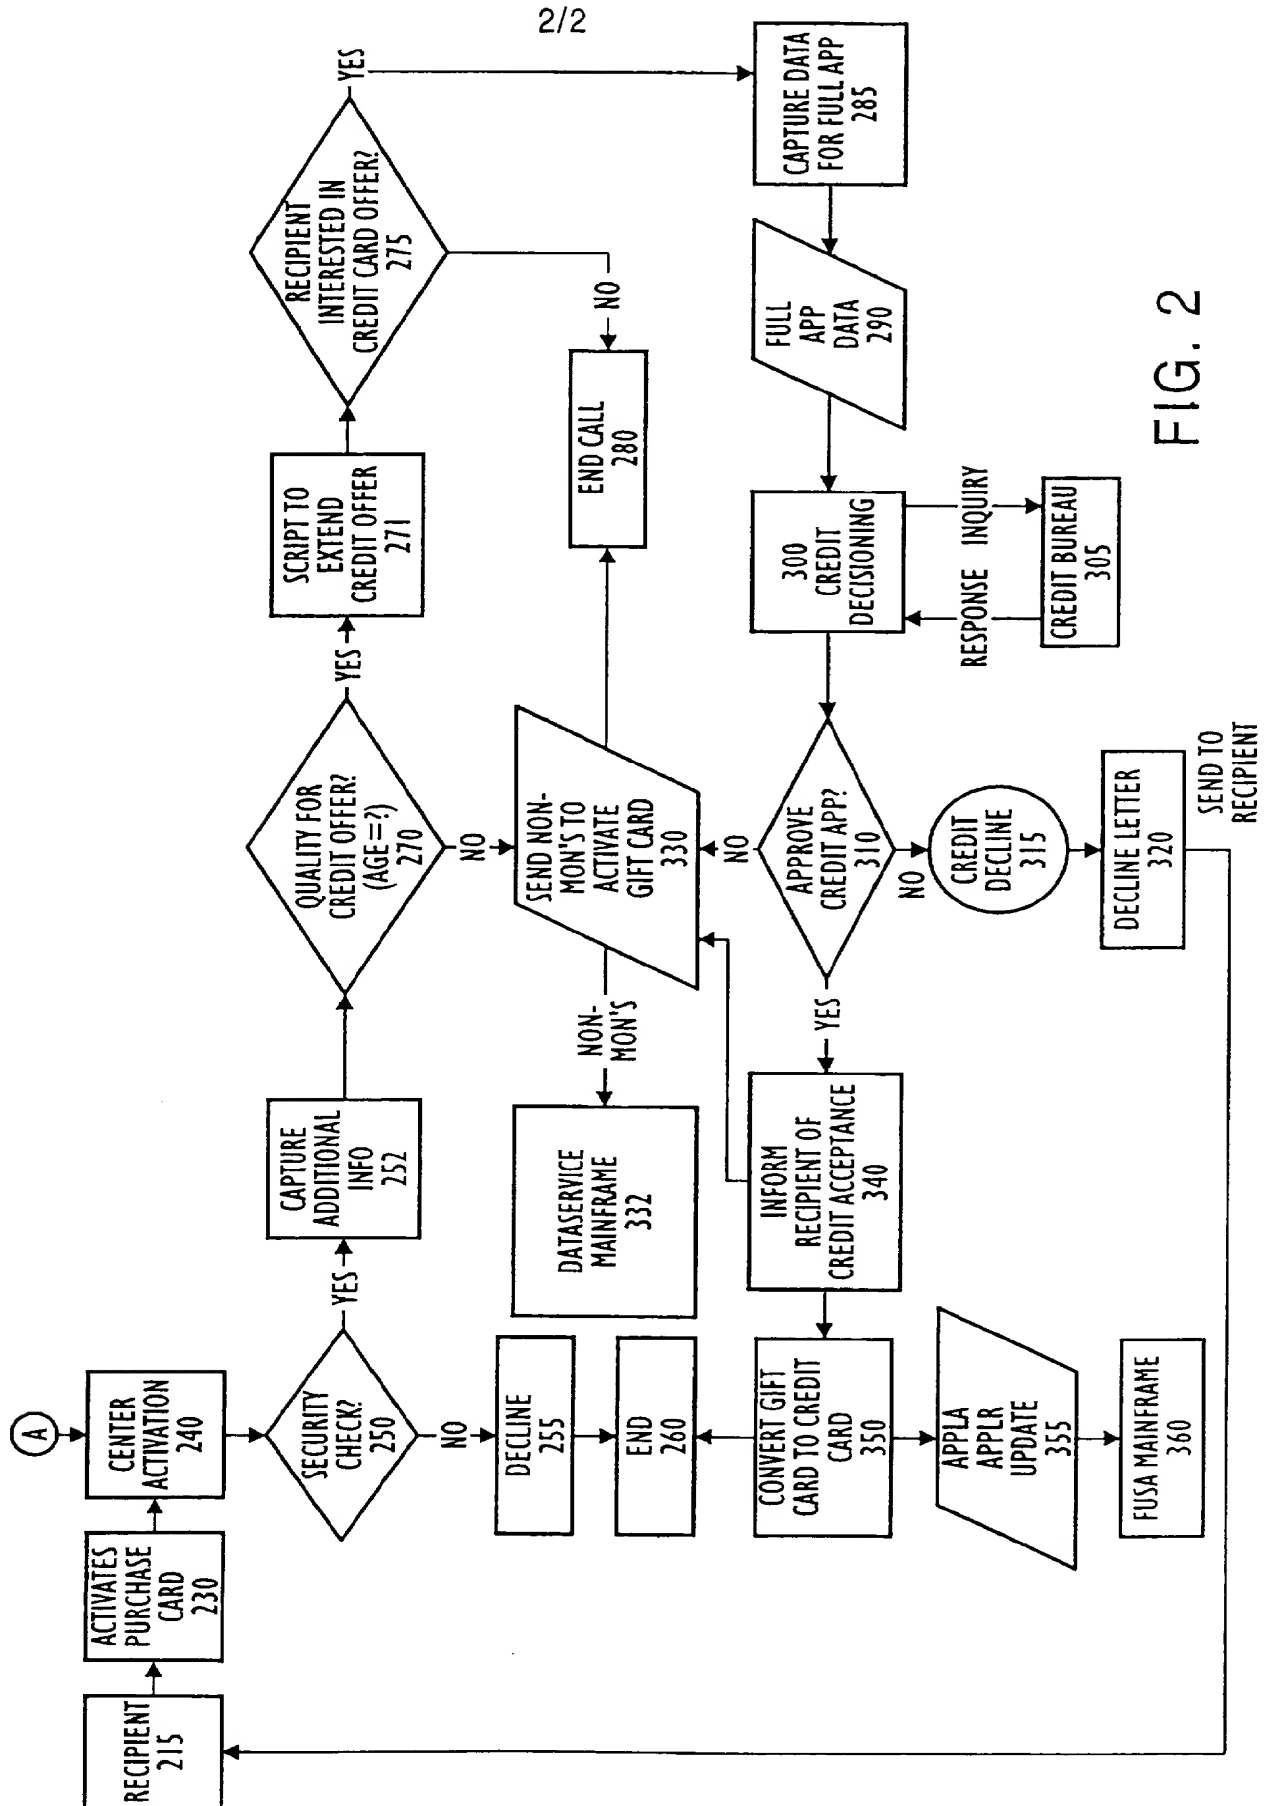 2/2
A
RECIPIENT
215
ACTIVATES
PURCHASE
CARD
230
CENTER
ACTIVATION
240
SECURITY
CHECK?
250
YES
NO
DECLINE
255
END
260
CAPTURE
ADDITIONAL
INFO
252
QUALITY FOR
CREDIT OFFER?
(AGE=?)
270
YES
NO
SCRIPT TO
EXTEND
CREDIT OFFER
271
RECIPIENT
INTERESTED IN
CREDIT CARD OFFER?
275
YES
NO
END CALL
280
CAPTURE DATA
FOR FULL APP
285
FULL
APP
DATA
290
300
CREDIT
DECISIONING
INQUIRY
RESPONSE
CREDIT BUREAU
305
APPROVE
CREDIT APP?
310
NO
NO
YES
CREDIT
DECLINE
315
DECLINE LETTER
320
SEND TO
RECIPIENT
SEND NON-
MON'S TO
ACTIVATE
GIFT CARD
330
NON-
MON'S
DATASERVICE
MAINFRAME
332
INFORM
RECIPIENT OF
CREDIT ACCEPTANCE
340
CONVERT GIFT
CARD TO CREDIT
CARD
350
APPLA
APPLR
UPDATE
355
FUSA MAINFRAME
360
FIG. 2